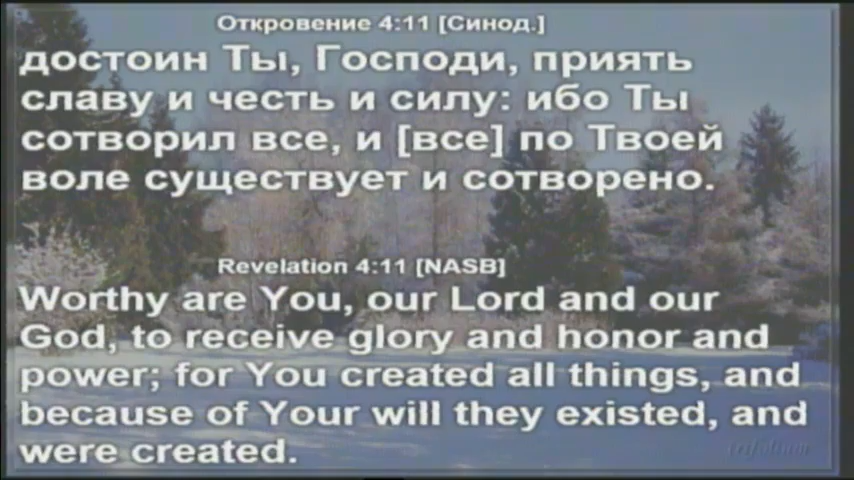 Откровение 4:11 [Синод.]
достоин Ты, Господи, приять
славу и честь и силу: ибо Ты
сотворил все, и [все] по Твоей
воле существует и сотворено.
Revelation 4:11 [NASB]
Worthy are You, our Lord and our
God, to receive glory and honor and
power; for You created all things, and
because of Your will they existed, and
were created.